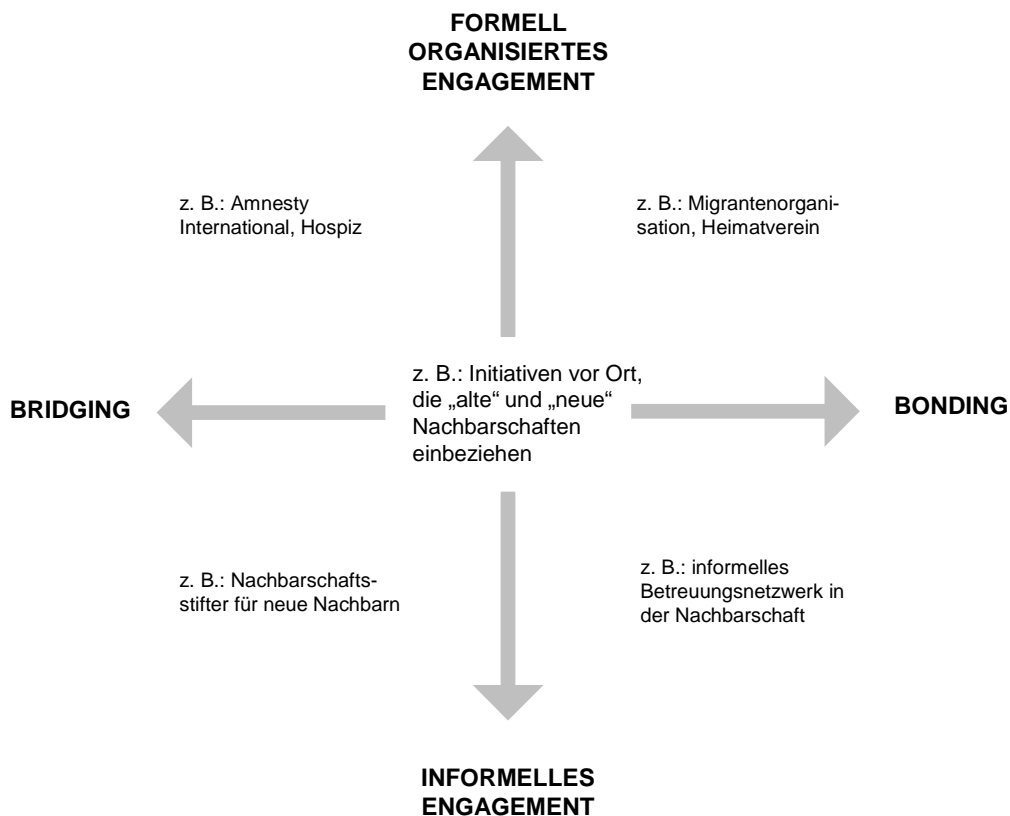 FORMELL
ORGANISIERTES
ENGAGEMENT
z. B.: Amnesty
International, Hospiz
z. B.: Migrantenorgani-
sation, Heimatverein
BRIDGING
z. B.: Initiativen vor Ort,
die „alte“ und „neue“
Nachbarschaften
einbeziehen
BONDING
z. B.: Nachbarschafts-
stifter für neue Nachbarn
z. B.: informelles
Betreuungsnetzwerk in
der Nachbarschaft
INFORMELLES
ENGAGEMENT